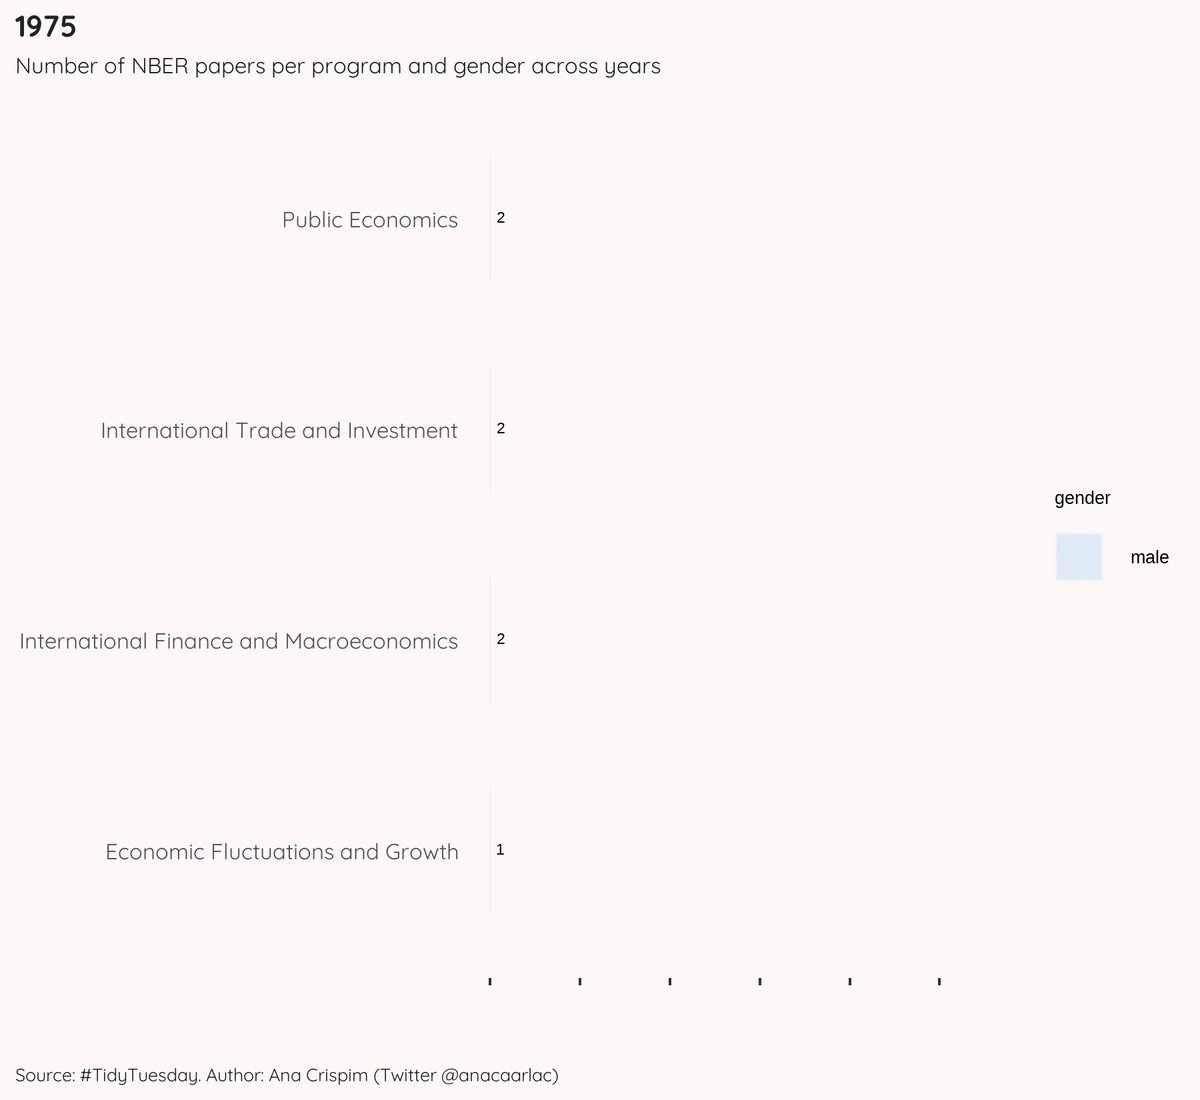 1975
Number of NBER papers per program and gender across years
Public Economics 2
International Trade and Investment 2
gender
male
International Finance and Macroeconomics 2
Economic Fluctuations and Growth 1
Source: #TidyTuesday. Author: Ana Crispim (Twitter @anacaarlac)